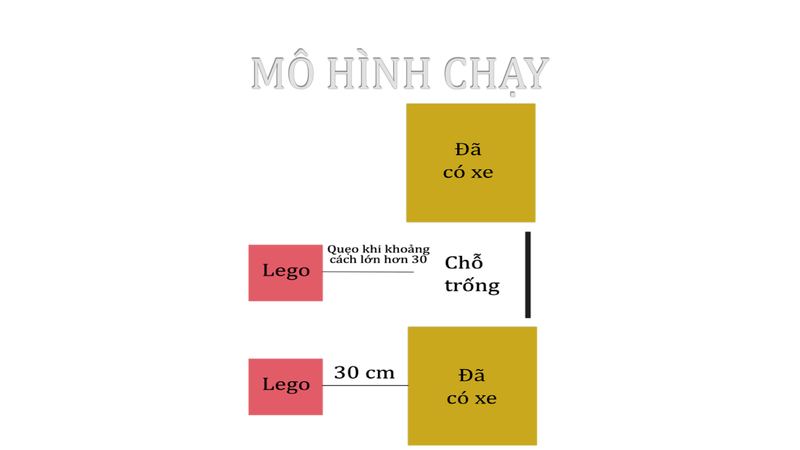 MÔ HÌNH CHẠY
Đã
có xe
Quẹo khi khoảng
cách lớn hơn 30
Lego
Chỗ
trống
Lego
30 cm
Đã
có xe